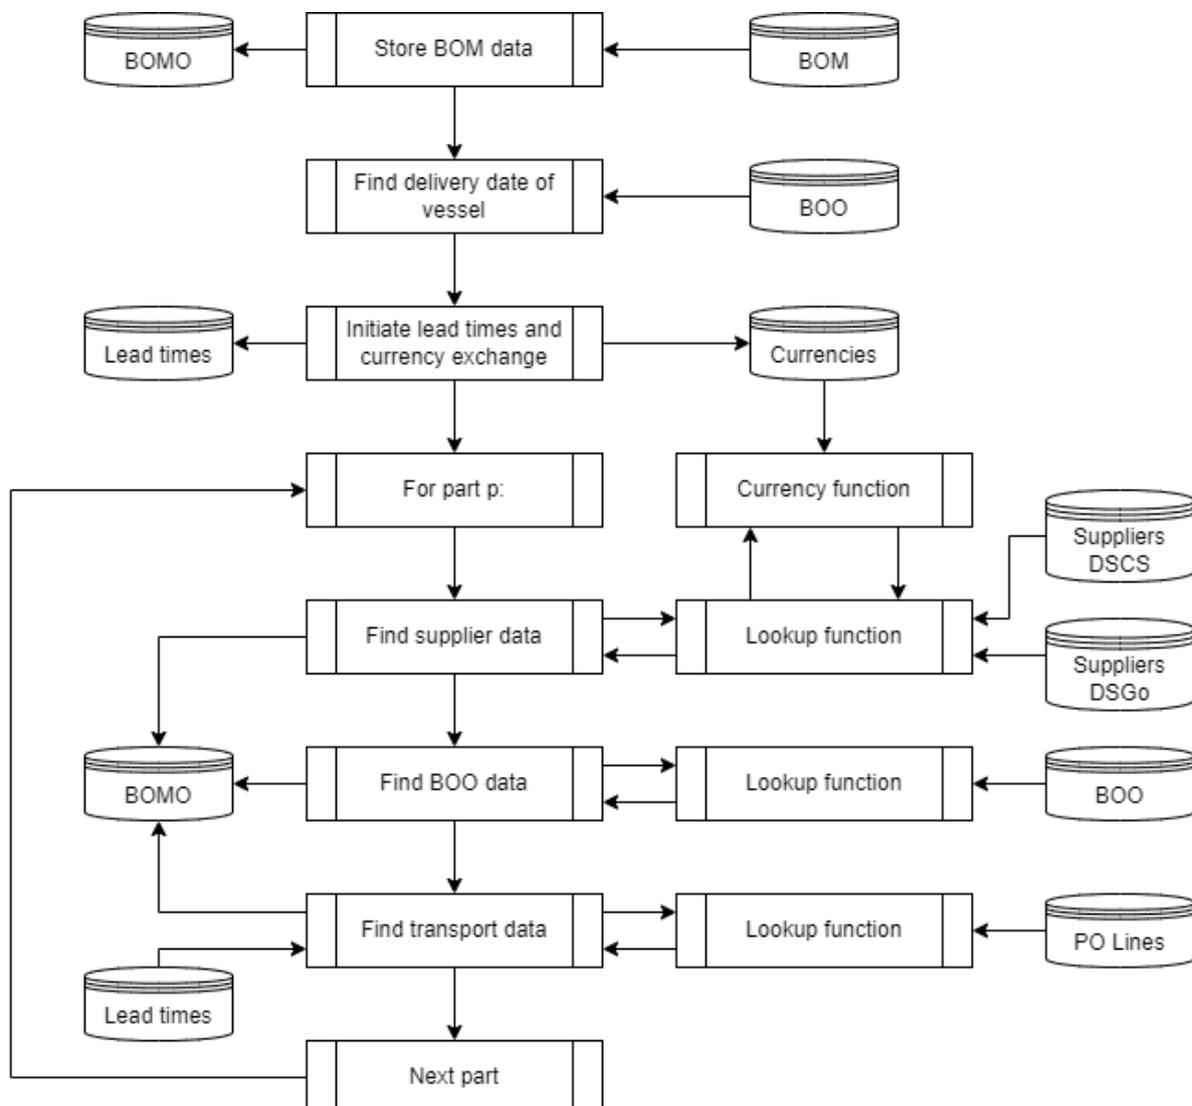 BOMO
Store BOM data
BOM
Find delivery date of
vessel
BOO
Lead times
Initiate lead times and
currency exchange
Currencies
For part p:
Currency function
Suppliers
DSCS
Find supplier data
Lookup function
Suppliers
DSGo
BOMO
Find BOO data
Lookup function
BOO
Find transport data
Lookup function
PO Lines
Lead times
Next part